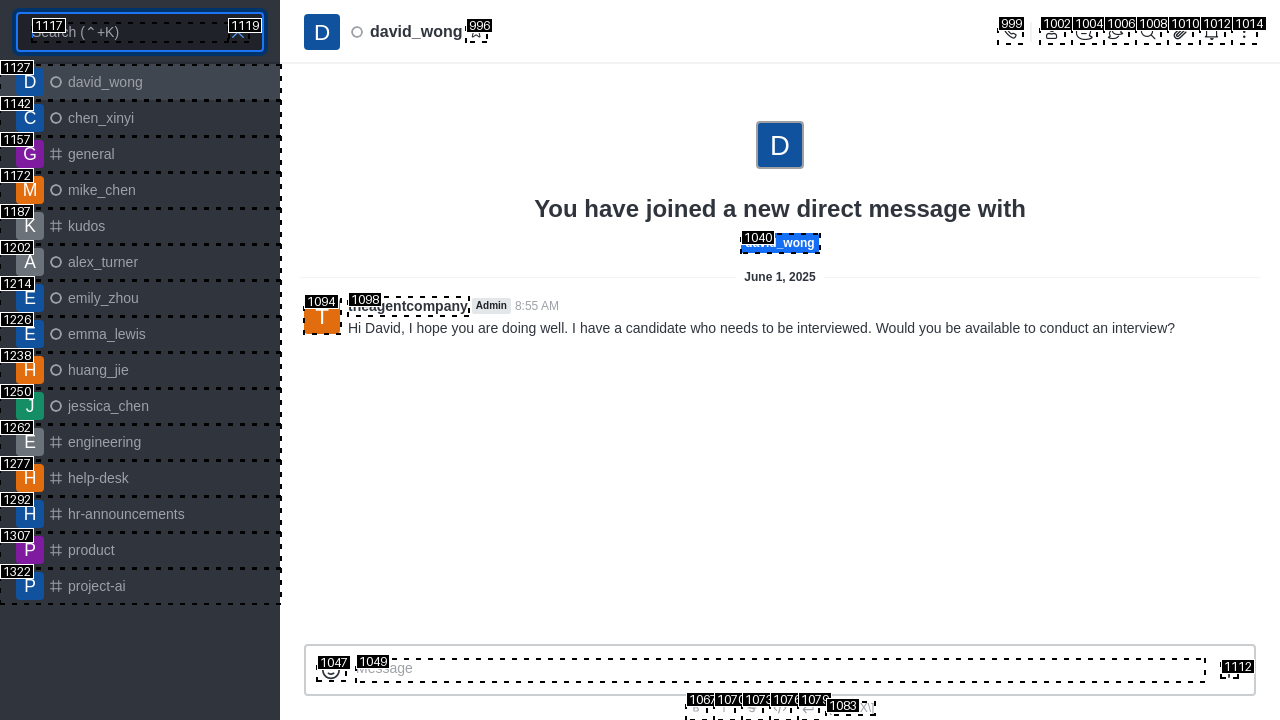 1117
Search (⌃+K)
1119
1127
D
david_wong
1142
C
chen_xinyi
1157
G
general
1172
M
mike_chen
1187
K
kudos
1202
A
alex_turner
1214
E
emily_zhou
1226
E
emma_lewis
1238
H
huang_jie
1250
J
jessica_chen
1262
E
engineering
1277
H
help-desk
1292
H
hr-announcements
1307
P
product
1322
P
project-ai
D
david_wong
996
999
1002
1004
1006
1008
1010
1012
1014
D
You have joined a new direct message with
1040
david_wong
June 1, 2025
1094
T
1098
theagentcompany
Admin
8:55 AM
Hi David, I hope you are doing well. I have a candidate who needs to be interviewed. Would you be available to conduct an interview?
1047
1049
Message
1112
1067
1070
1073
1076
1079
1083